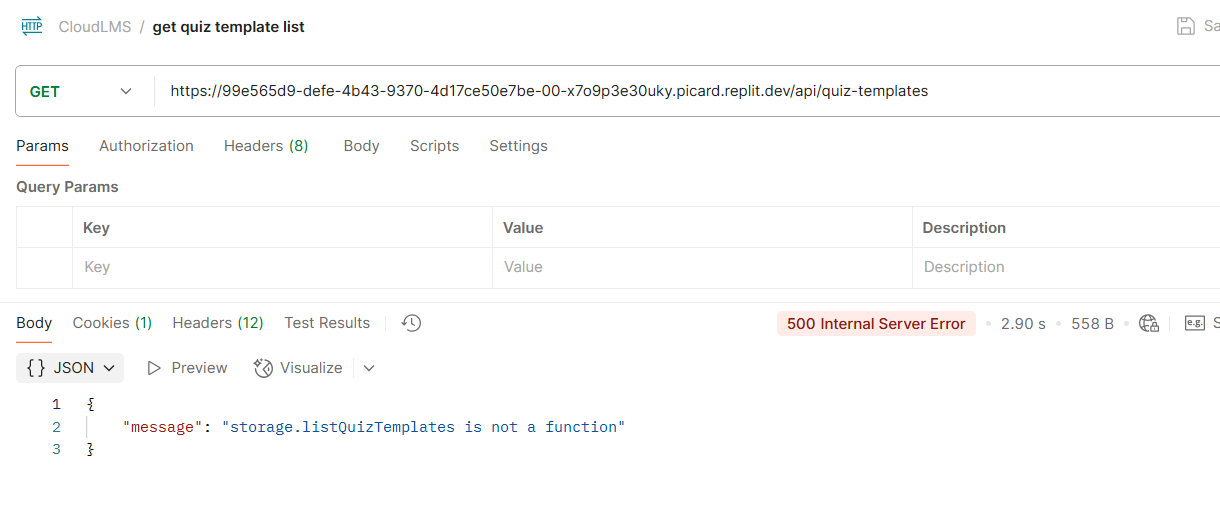 HTTP CloudLMS / get quiz template list Sa
GET https://99e565d9-defe-4b43-9370-4d17ce50e7be-00-x7o9p3e30uky.picard.replit.dev/api/quiz-templates
Params Authorization Headers (8) Body Scripts Settings
Query Params
Key Value Description
Key Value Description
Body Cookies (1) Headers (12) Test Results 500 Internal Server Error 2.90 s 558 B e.g. S
{} JSON Preview Visualize
1 {
2 "message": "storage.listQuizTemplates is not a function"
3 }